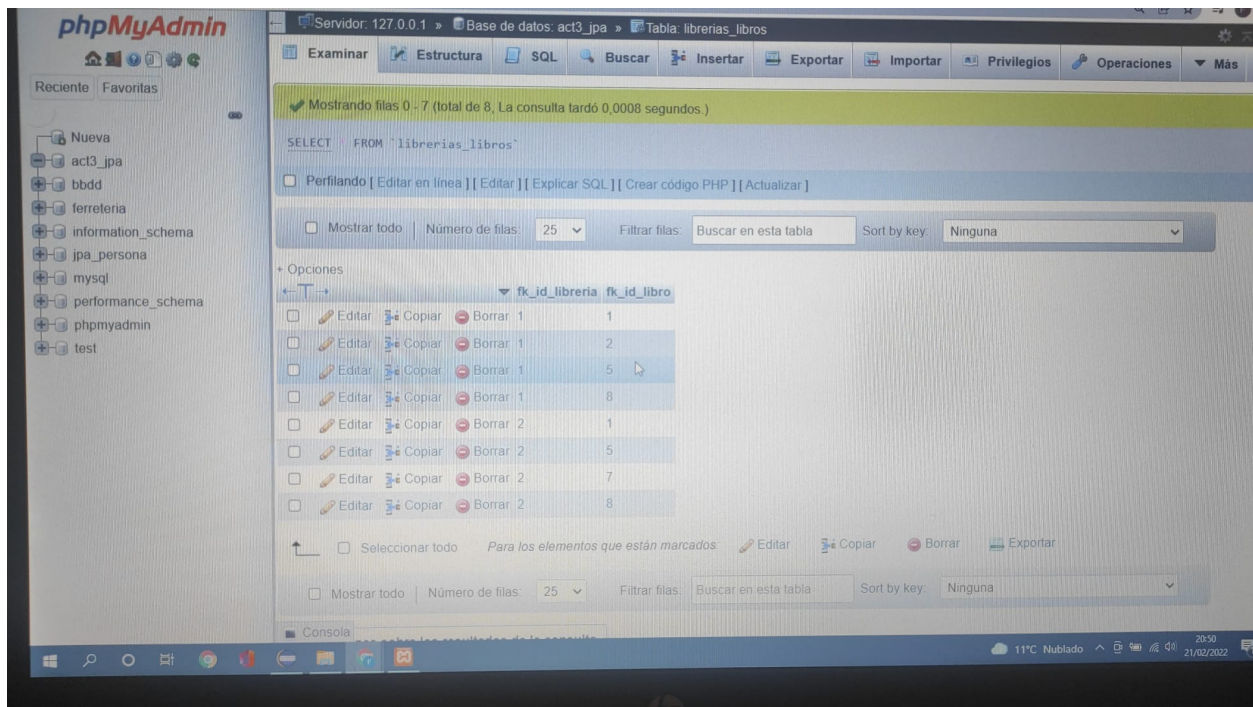 phpMyAdmin
Reciente Favoritas
Nueva
act3_jpa
bbdd
ferreteria
information_schema
jpa_persona
mysql
performance_schema
phpmyadmin
test
Servidor: 127.0.0.1 » Base de datos: act3_jpa » Tabla: librerias_libros
Examinar Estructura SQL Buscar Insertar Exportar Importar Privilegios Operaciones Más
Mostrando filas 0 - 7 (total de 8, La consulta tardó 0,0008 segundos.)
SELECT * FROM `librerias_libros`
Perfilando [ Editar en línea ] [ Editar ] [ Explicar SQL ] [ Crear código PHP ] [ Actualizar ]
Mostrar todo | Número de filas: 25 Filtrar filas: Buscar en esta tabla Sort by key: Ninguna
+ Opciones
fk_id_libreria fk_id_libro
Editar Copiar Borrar 1 1
Editar Copiar Borrar 1 2
Editar Copiar Borrar 1 5
Editar Copiar Borrar 1 8
Editar Copiar Borrar 2 1
Editar Copiar Borrar 2 5
Editar Copiar Borrar 2 7
Editar Copiar Borrar 2 8
Seleccionar todo Para los elementos que están marcados: Editar Copiar Borrar Exportar
Mostrar todo | Número de filas: 25 Filtrar filas: Buscar en esta tabla Sort by key: Ninguna
Consola
11°C Nublado
20:50
21/02/2022